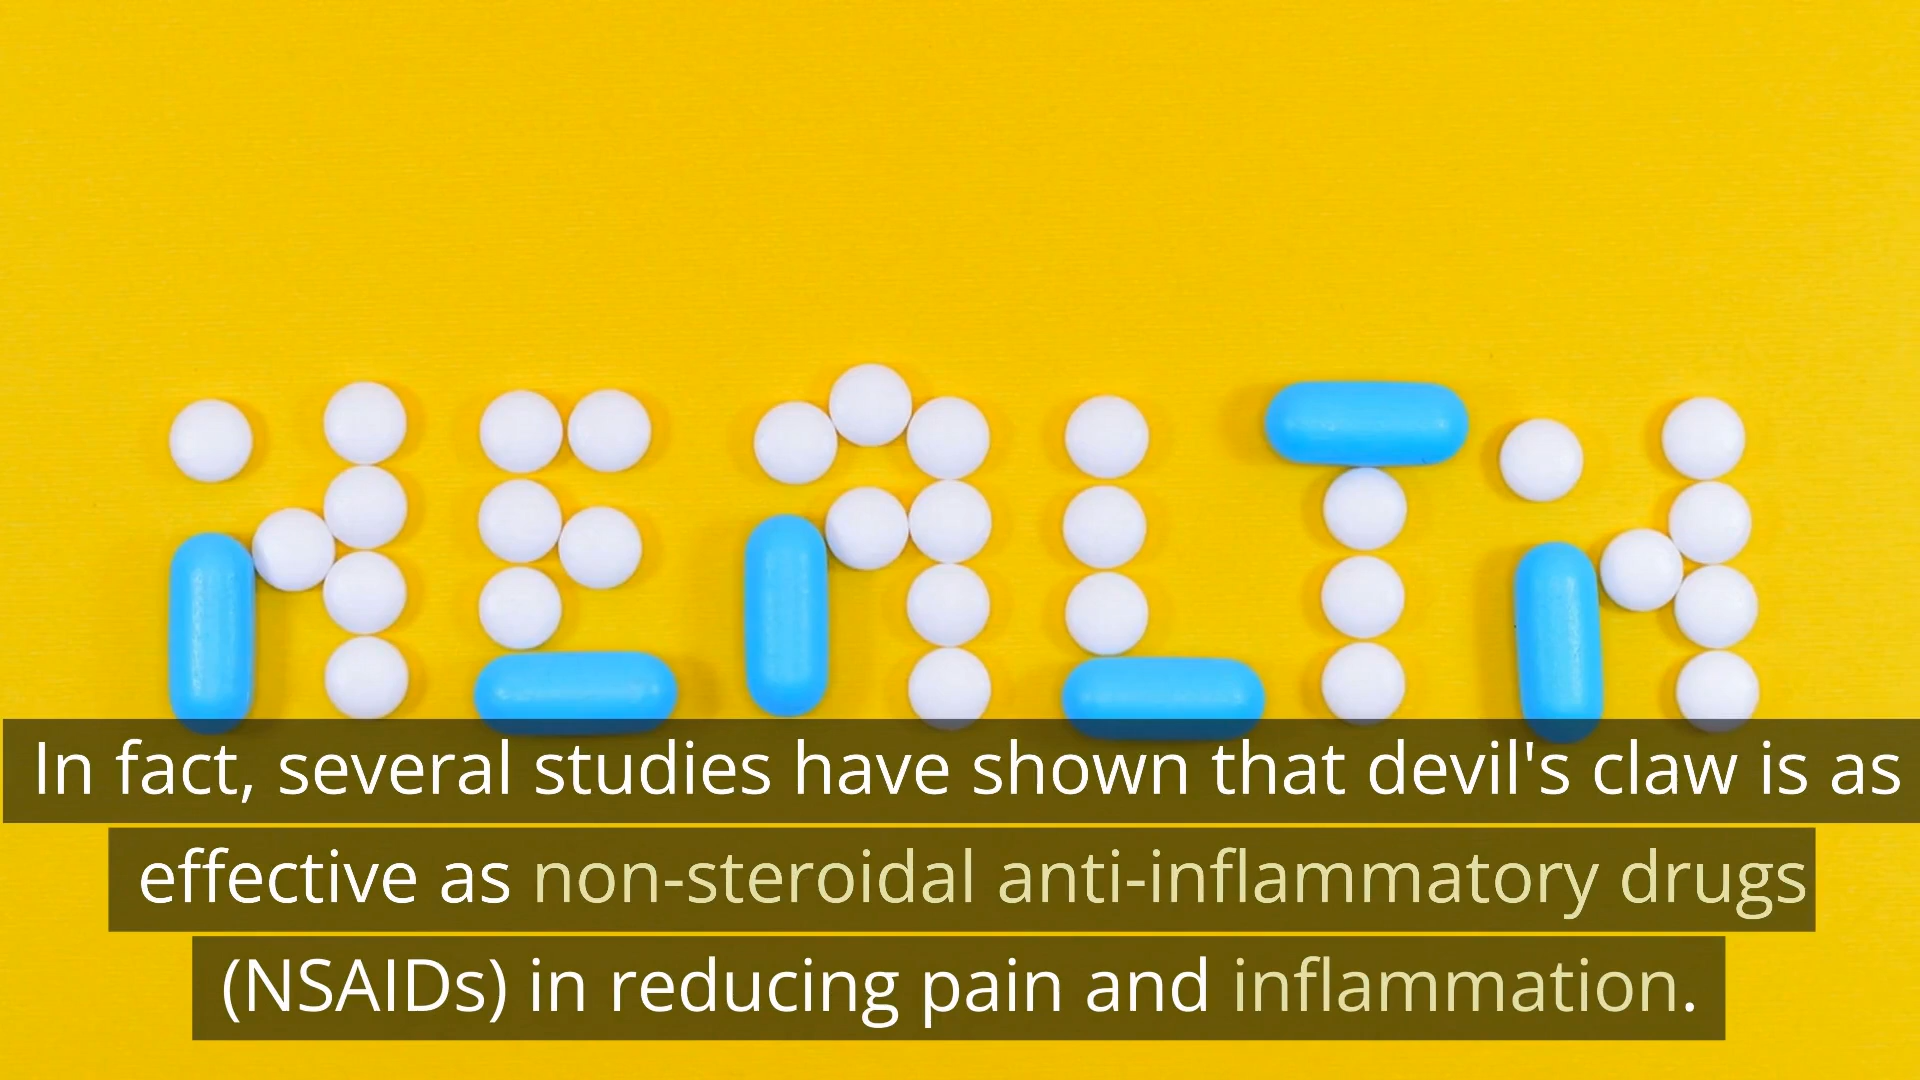 HEALTH
In fact, several studies have shown that devil's claw is as
effective as non-steroidal anti-inflammatory drugs
(NSAIDs) in reducing pain and inflammation.